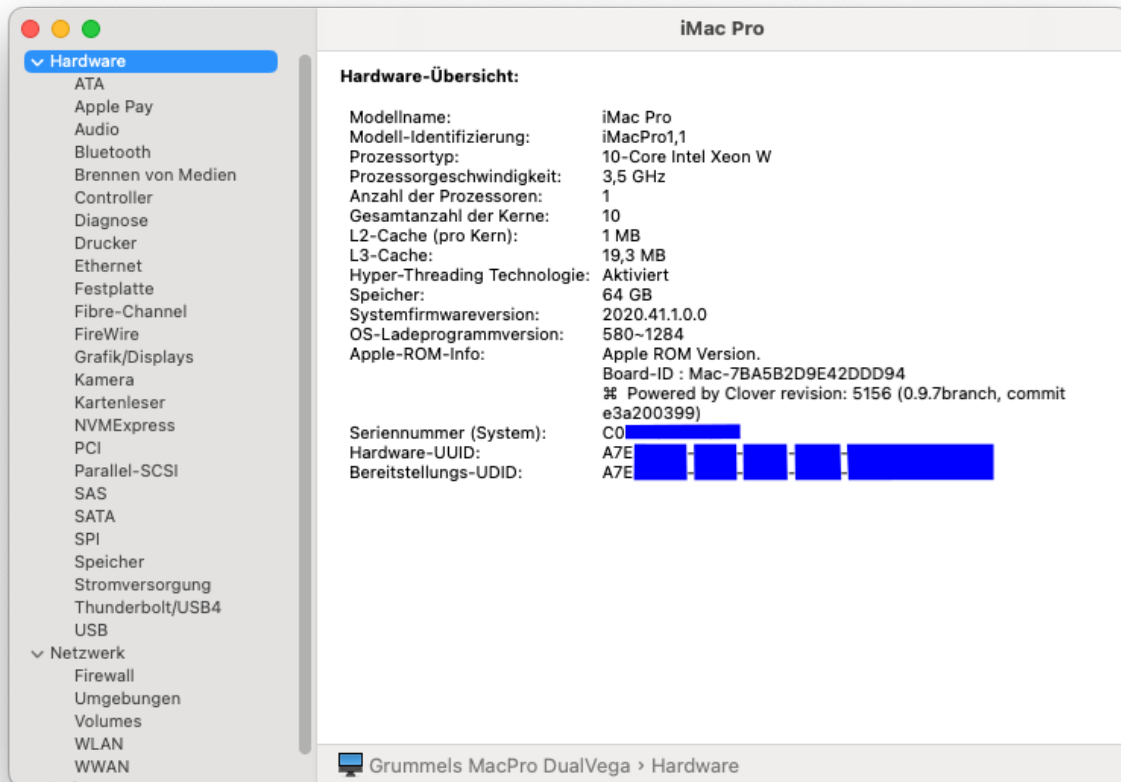 iMac Pro
Hardware
ATA
Apple Pay
Audio
Bluetooth
Brennen von Medien
Controller
Diagnose
Drucker
Ethernet
Festplatte
Fibre-Channel
FireWire
Grafik/Displays
Kamera
Kartenleser
NVMExpress
PCI
Parallel-SCSI
SAS
SATA
SPI
Speicher
Stromversorgung
Thunderbolt/USB4
USB
Netzwerk
Firewall
Umgebungen
Volumes
WLAN
WWAN
Hardware-Übersicht:
Modellname: iMac Pro
Modell-Identifizierung: iMacPro1,1
Prozessortyp: 10-Core Intel Xeon W
Prozessorgeschwindigkeit: 3,5 GHz
Anzahl der Prozessoren: 1
Gesamtanzahl der Kerne: 10
L2-Cache (pro Kern): 1 MB
L3-Cache: 19,3 MB
Hyper-Threading Technologie: Aktiviert
Speicher: 64 GB
Systemfirmwareversion: 2020.41.1.0.0
OS-Ladeprogrammversion: 580~1284
Apple-ROM-Info: Apple ROM Version.
Board-ID : Mac-7BA5B2D9E42DDD94
⌘ Powered by Clover revision: 5156 (0.9.7branch, commit
e3a200399)
Seriennummer (System): C0
Hardware-UUID: A7E - - - -
Bereitstellungs-UDID: A7E - - - -
Grummels MacPro DualVega › Hardware